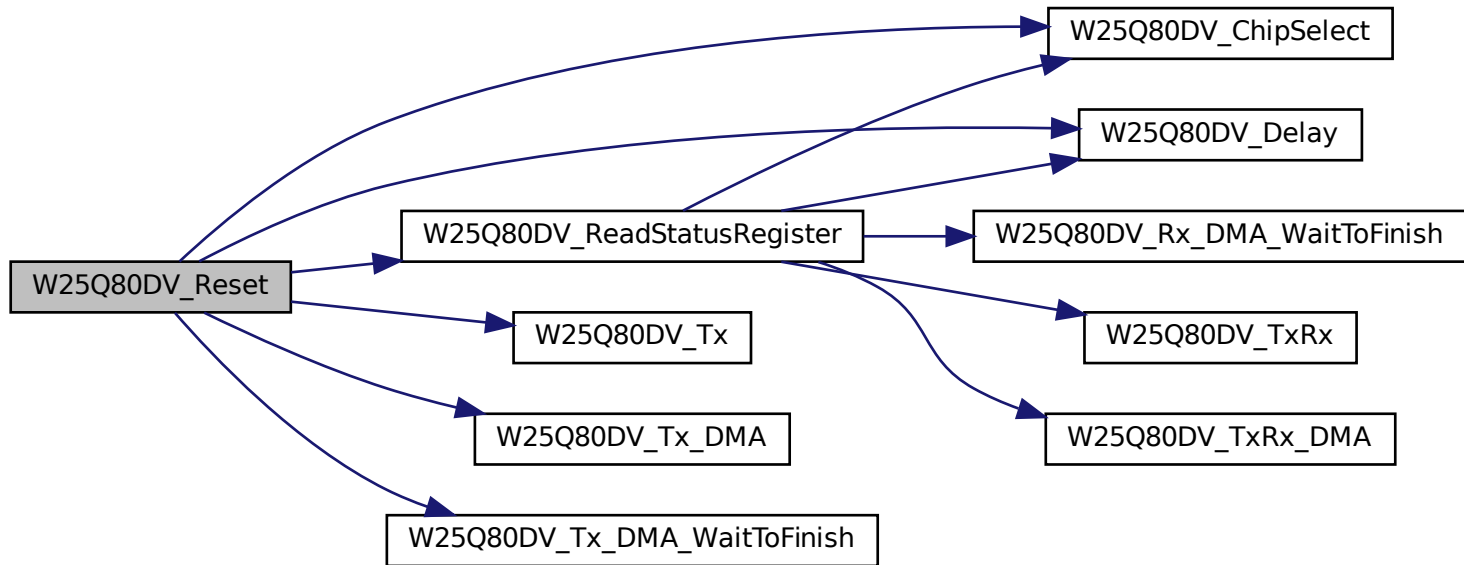 W25Q80DV_ChipSelect
W25Q80DV_Delay
W25Q80DV_ReadStatusRegister
W25Q80DV_Rx_DMA_WaitToFinish
W25Q80DV_Reset
W25Q80DV_Tx
W25Q80DV_TxRx
W25Q80DV_Tx_DMA
W25Q80DV_TxRx_DMA
W25Q80DV_Tx_DMA_WaitToFinish